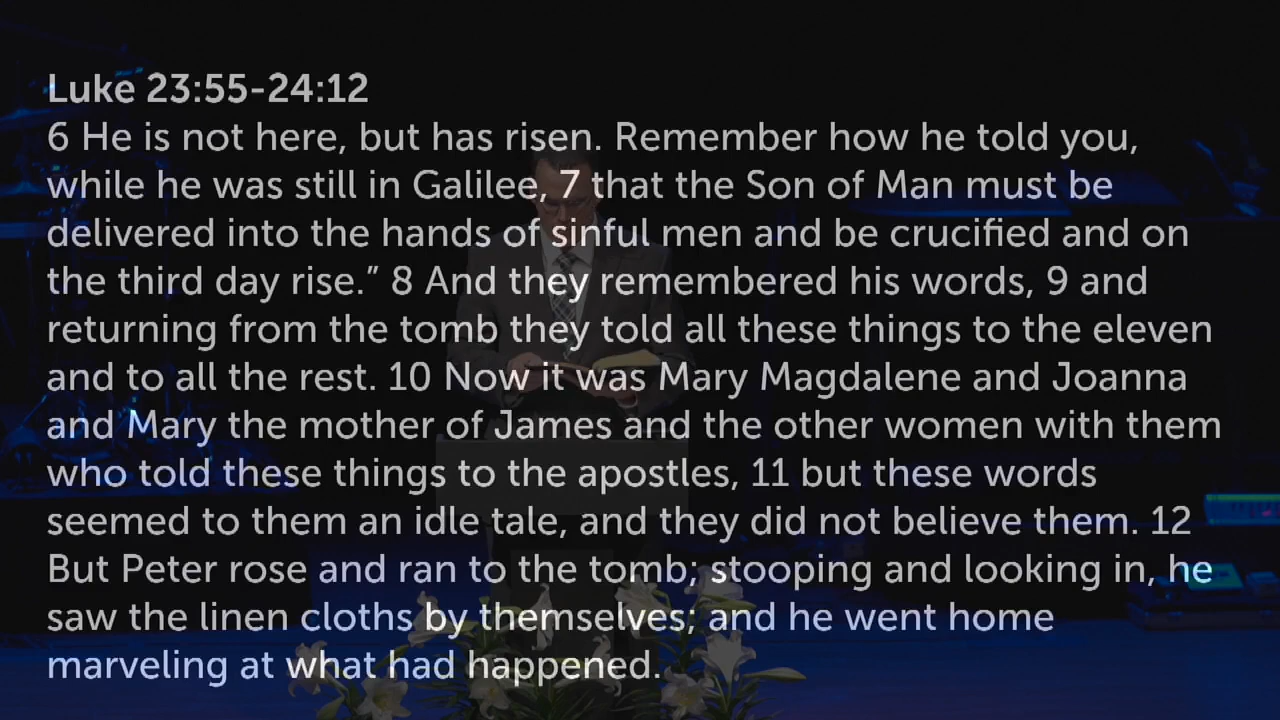 Luke 23:55-24:12
6 He is not here, but has risen. Remember how he told you,
while he was still in Galilee, 7 that the Son of Man must be
delivered into the hands of sinful men and be crucified and on
the third day rise.” 8 And they remembered his words, 9 and
returning from the tomb they told all these things to the eleven
and to all the rest. 10 Now it was Mary Magdalene and Joanna
and Mary the mother of James and the other women with them
who told these things to the apostles, 11 but these words
seemed to them an idle tale, and they did not believe them. 12
But Peter rose and ran to the tomb; stooping and looking in, he
saw the linen cloths by themselves; and he went home
marveling at what had happened.